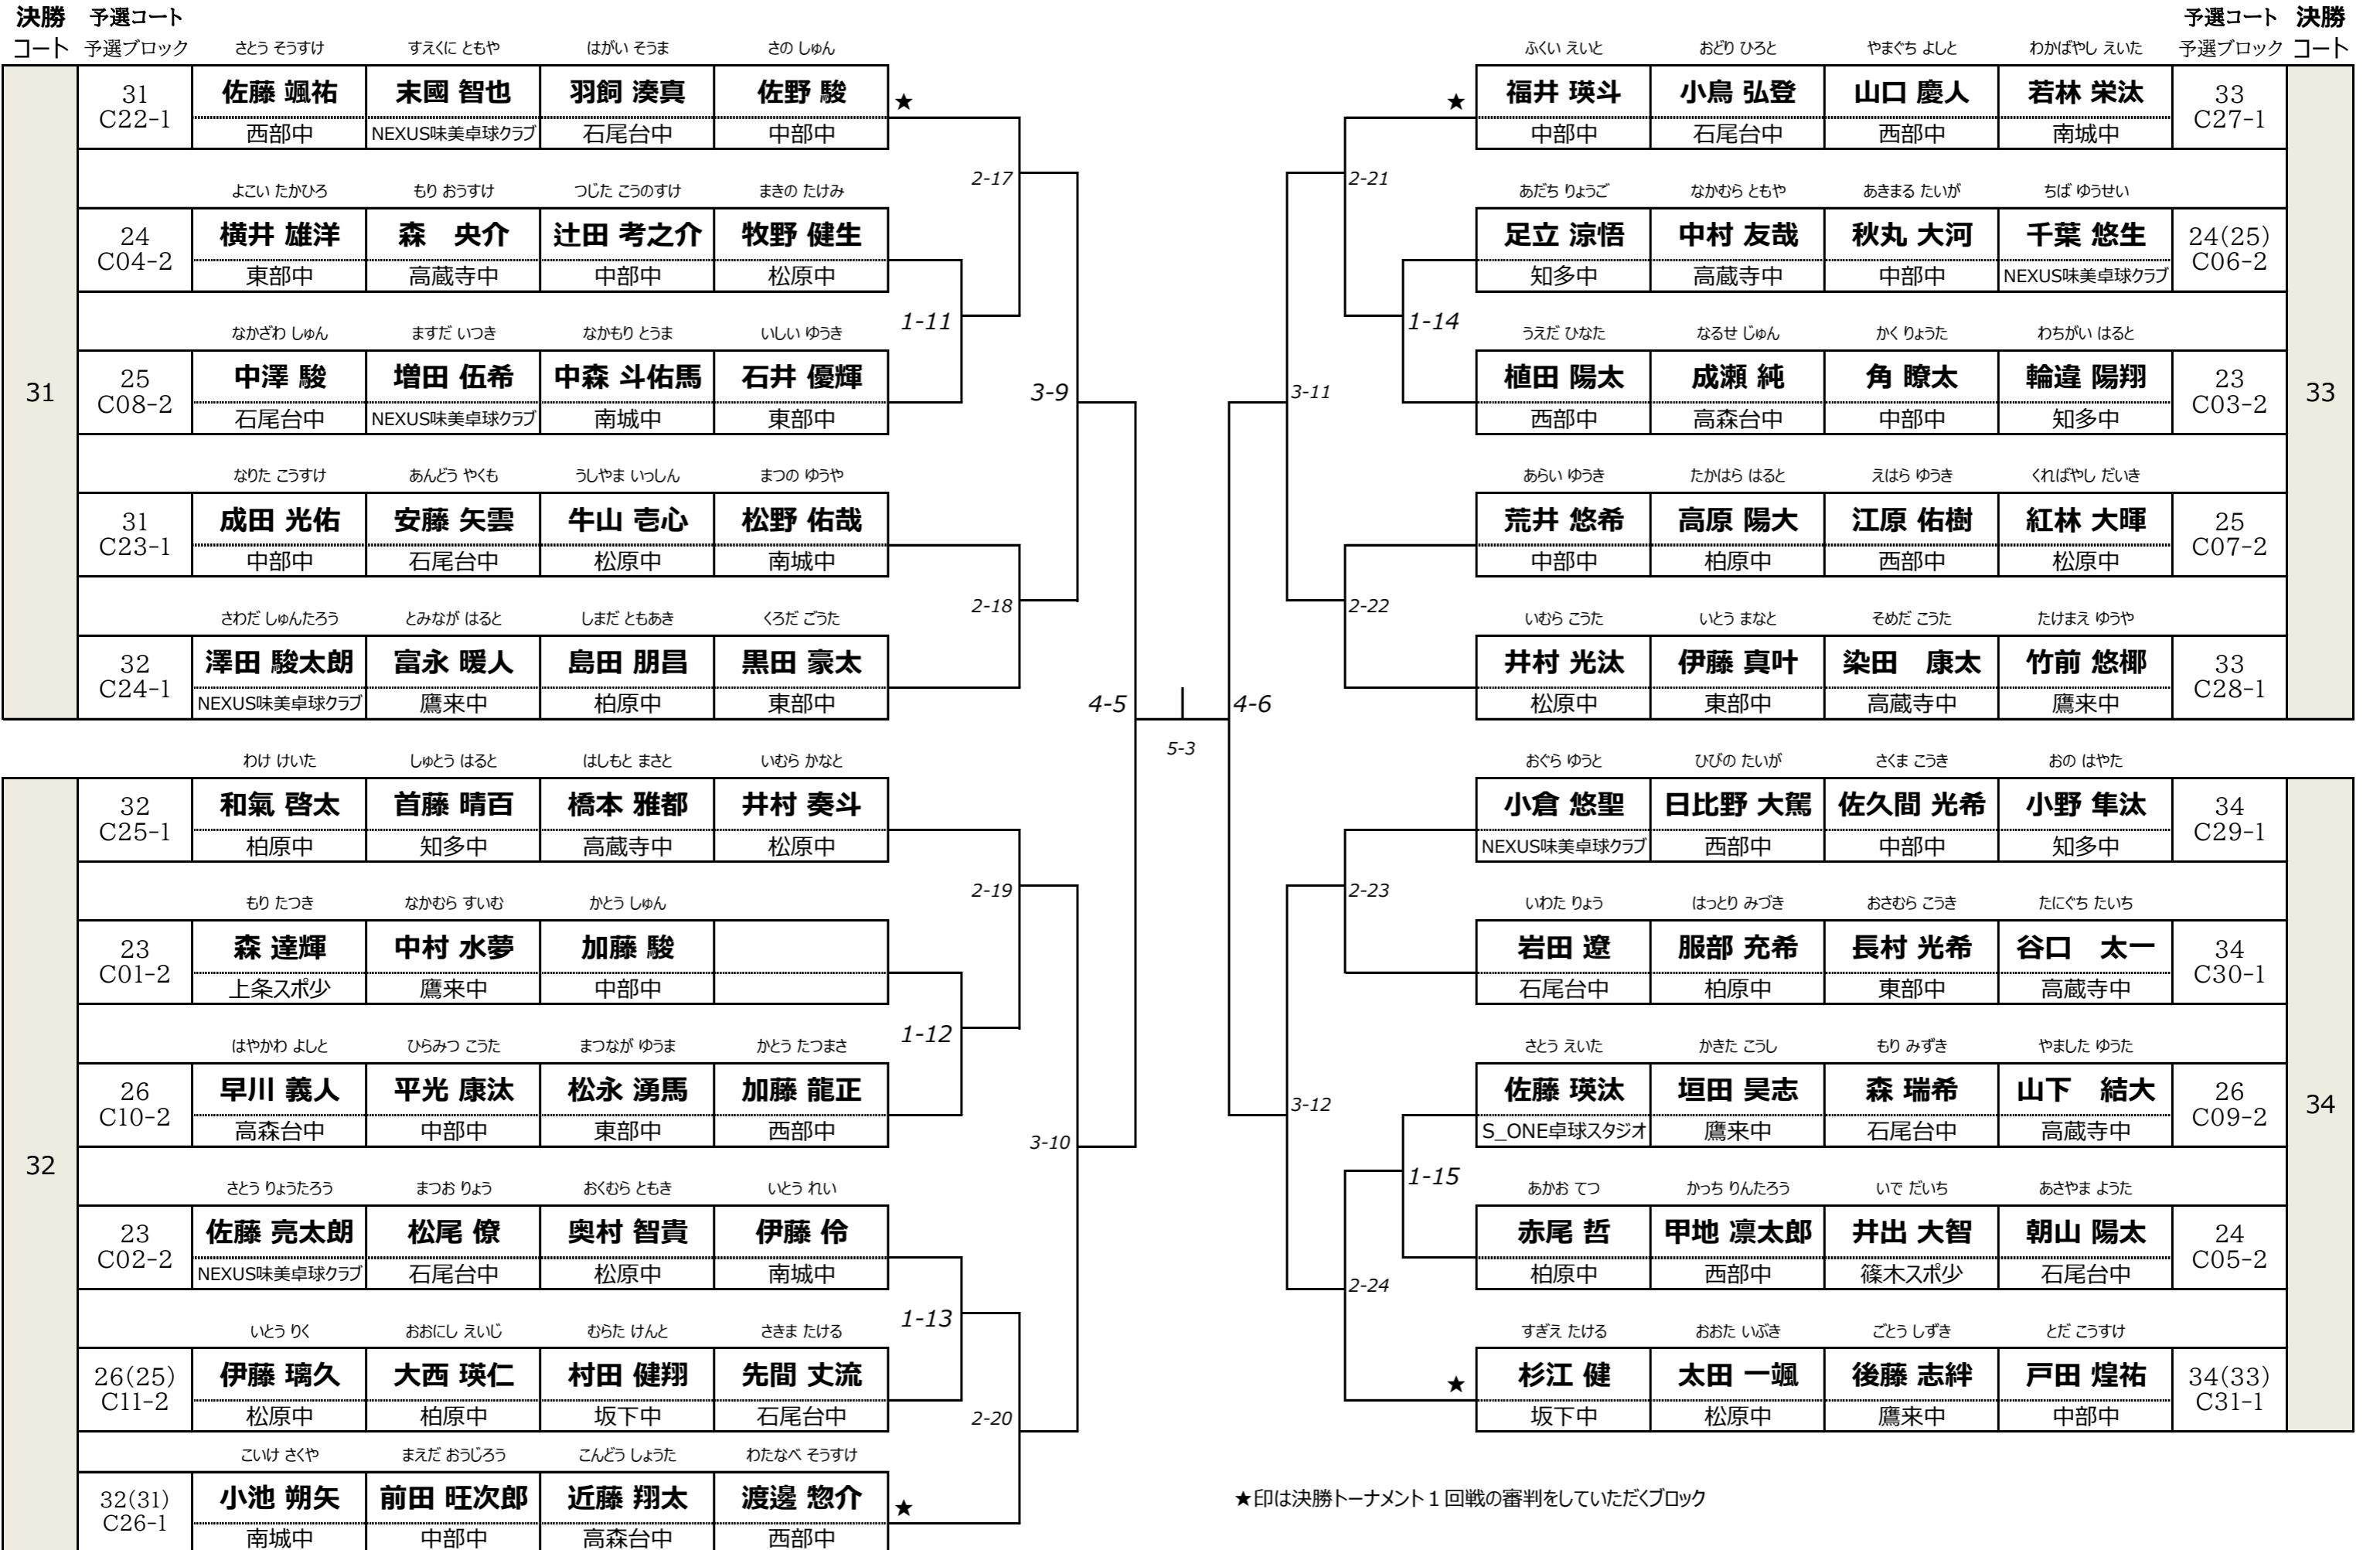 決勝 予選コート
コート 予選ブロック
さとう そうすけ すえくに ともや はがい そうま さの しゅん
31 佐藤 颯祐 末國 智也 羽飼 湊真 佐野 駿 ★
C22-1 西部中 NEXUS味美卓球クラブ 石尾台中 中部中
2-17
よこい たかひろ もり おうすけ つじた こうのすけ まきの たけみ
24 横井 雄洋 森　央介 辻田 考之介 牧野 健生
C04-2 東部中 高蔵寺中 中部中 松原中
1-11
なかざわ しゅん ますだ いつき なかもり とうま いしい ゆうき
25 中澤 駿 増田 伍希 中森 斗佑馬 石井 優輝
C08-2 石尾台中 NEXUS味美卓球クラブ 南城中 東部中
31
3-9
なりた こうすけ あんどう やくも うしやま いっしん まつの ゆうや
31 成田 光佑 安藤 矢雲 牛山 壱心 松野 佑哉
C23-1 中部中 石尾台中 松原中 南城中
2-18
さわだ しゅんたろう とみなが はると しまだ ともあき くろだ ごうた
32 澤田 駿太朗 富永 暖人 島田 朋昌 黒田 豪太
C24-1 NEXUS味美卓球クラブ 鷹来中 柏原中 東部中
4-5
5-3
わけ けいた しゅとう はると はしもと まさと いむら かなと
32 和氣 啓太 首藤 晴百 橋本 雅都 井村 奏斗
C25-1 柏原中 知多中 高蔵寺中 松原中
2-19
もり たつき なかむら すいむ かとう しゅん
23 森 達輝 中村 水夢 加藤 駿
C01-2 上条スポ少 鷹来中 中部中
1-12
はやかわ よしと ひらみつ こうた まつなが ゆうま かとう たつまさ
26 早川 義人 平光 康汰 松永 湧馬 加藤 龍正
C10-2 高森台中 中部中 東部中 西部中
32
3-10
さとう りょうたろう まつお りょう おくむら ともき いとう れい
23 佐藤 亮太朗 松尾 僚 奥村 智貴 伊藤 伶
C02-2 NEXUS味美卓球クラブ 石尾台中 松原中 南城中
1-13
いとう りく おおにし えいじ むらた けんと さきま たける
26(25) 伊藤 璃久 大西 瑛仁 村田 健翔 先間 丈流
C11-2 松原中 柏原中 坂下中 石尾台中
2-20
こいけ さくや まえだ おうじろう こんどう しょうた わたなべ そうすけ
32(31) 小池 朔矢 前田 旺次郎 近藤 翔太 渡邊 惣介 ★
C26-1 南城中 中部中 高森台中 西部中
予選コート 決勝
予選ブロック コート
ふくい えいと おどり ひろと やまぐち よしと わかばやし えいた
★ 福井 瑛斗 小鳥 弘登 山口 慶人 若林 栄汰 33
中部中 石尾台中 西部中 南城中 C27-1
2-21
あだち りょうご なかむら ともや あきまる たいが ちば ゆうせい
足立 涼悟 中村 友哉 秋丸 大河 千葉 悠生 24(25)
知多中 高蔵寺中 中部中 NEXUS味美卓球クラブ C06-2
1-14
うえだ ひなた なるせ じゅん かく りょうた わちがい はると
植田 陽太 成瀬 純 角 瞭太 輪違 陽翔 23
西部中 高森台中 中部中 知多中 C03-2
33
3-11
あらい ゆうき たかはら はると えはら ゆうき くればやし だいき
荒井 悠希 高原 陽大 江原 佑樹 紅林 大暉 25
中部中 柏原中 西部中 松原中 C07-2
2-22
いむら こうた いとう まなと そめだ こうた たけまえ ゆうや
井村 光汰 伊藤 真叶 染田　康太 竹前 悠梛 33
松原中 東部中 高蔵寺中 鷹来中 C28-1
4-6
おぐら ゆうと ひびの たいが さくま こうき おの はやた
小倉 悠聖 日比野 大駕 佐久間 光希 小野 隼汰 34
NEXUS味美卓球クラブ 西部中 中部中 知多中 C29-1
2-23
いわた りょう はっとり みづき おさむら こうき たにぐち たいち
岩田 遼 服部 充希 長村 光希 谷口　太一 34
石尾台中 柏原中 東部中 高蔵寺中 C30-1
さとう えいた かきた こうし もり みずき やました ゆうた
佐藤 瑛汰 垣田 昊志 森 瑞希 山下　結大 26
S_ONE卓球スタジオ 鷹来中 石尾台中 高蔵寺中 C09-2
34
3-12
1-15
あかお てつ かっち りんたろう いで だいち あさやま ようた
赤尾 哲 甲地 凛太郎 井出 大智 朝山 陽太 24
柏原中 西部中 篠木スポ少 石尾台中 C05-2
2-24
すぎえ たける おおた いぶき ごとう しずき とだ こうすけ
★ 杉江 健 太田 一颯 後藤 志絆 戸田 煌祐 34(33)
坂下中 松原中 鷹来中 中部中 C31-1
★印は決勝トーナメント１回戦の審判をしていただくブロック